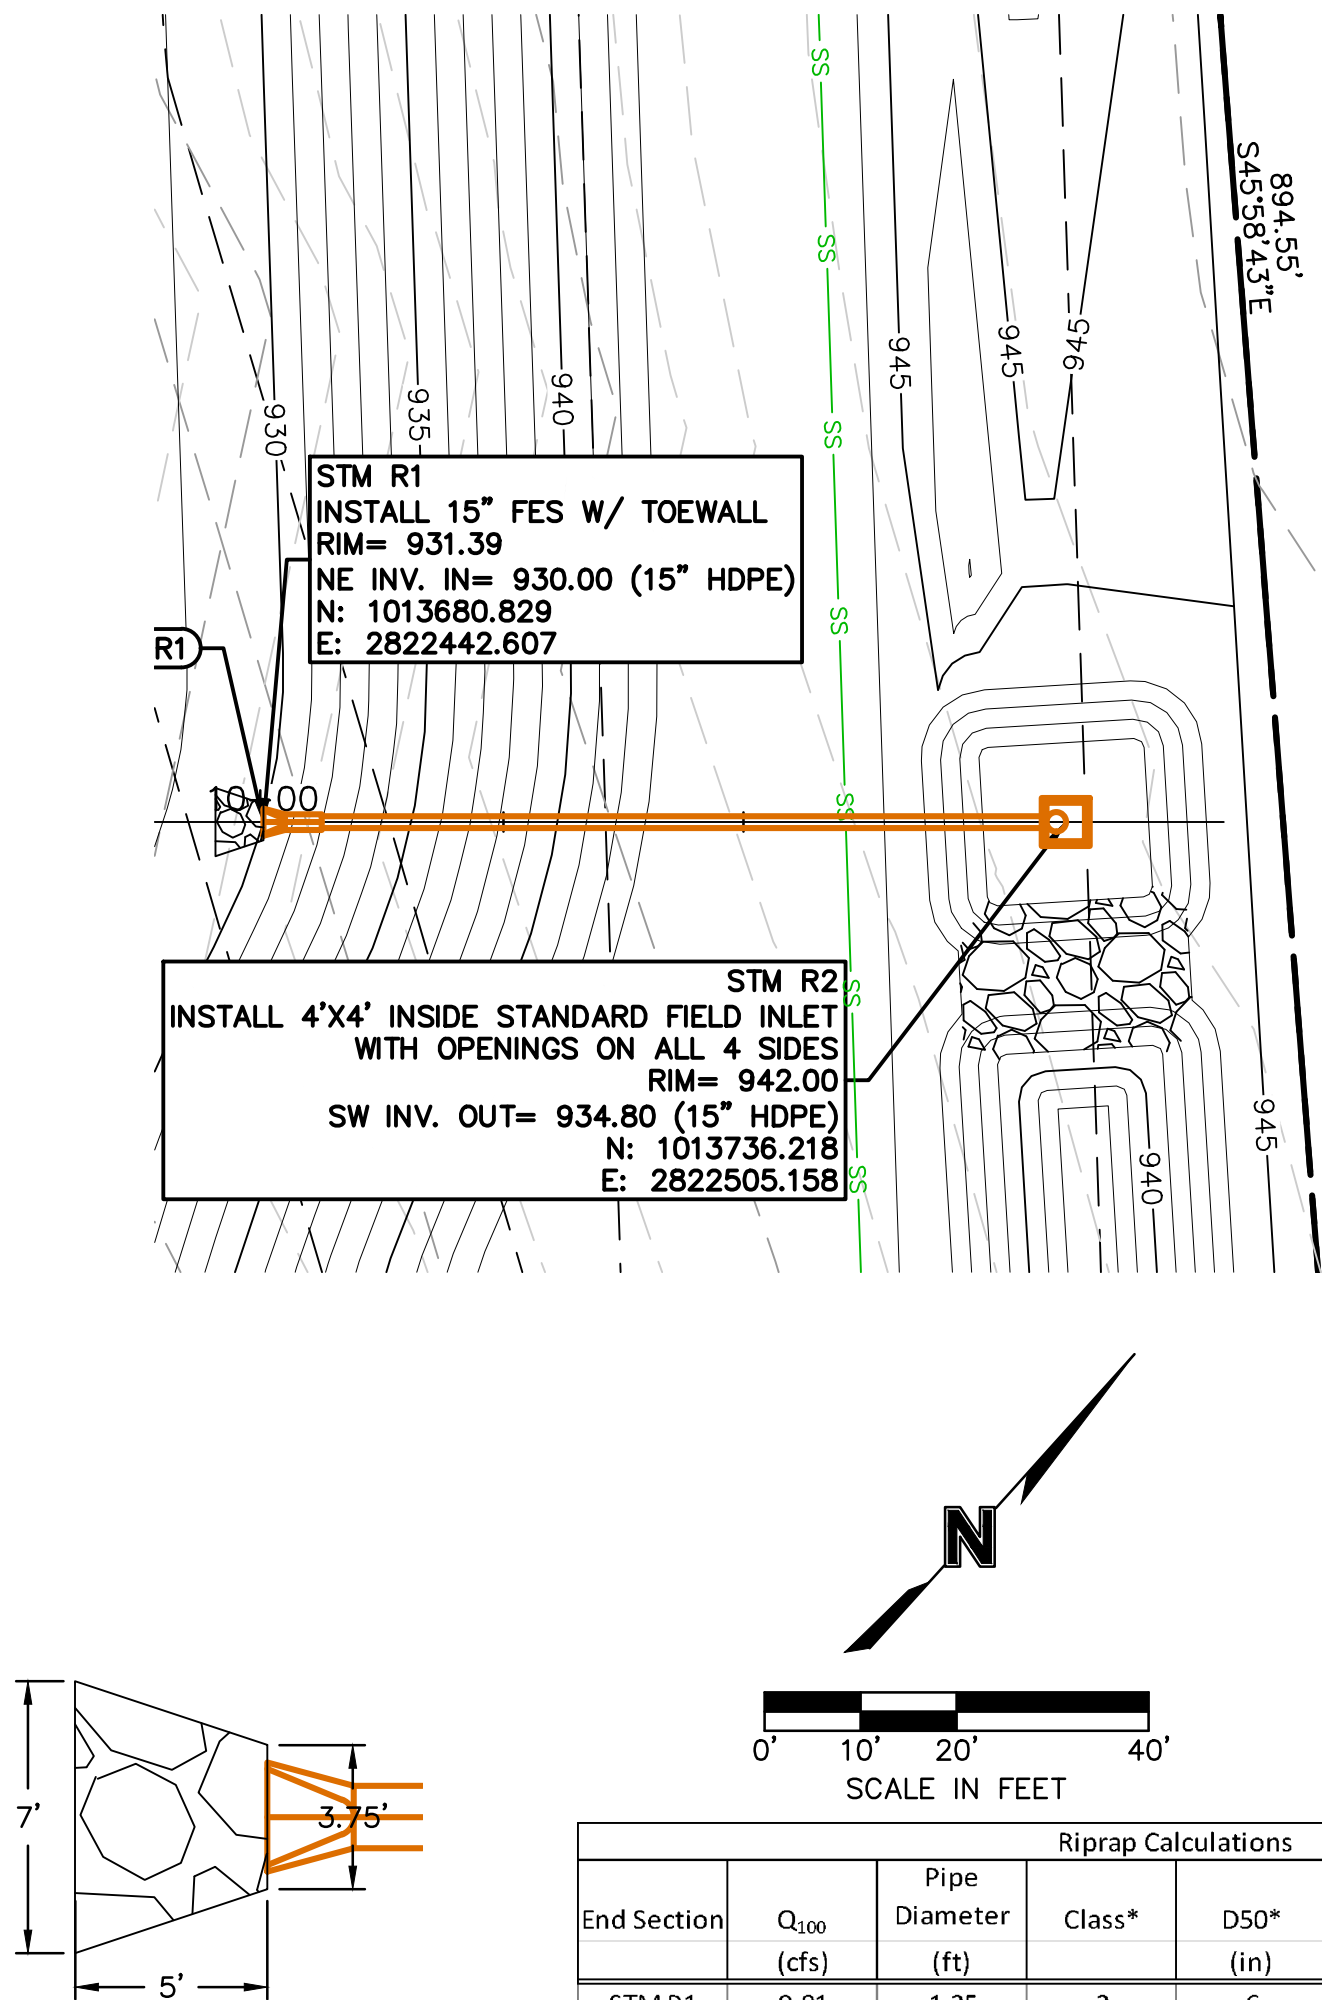 SS
894.55'
S45°58'43"E
SS
945
945
945
930
935
940
SS
STM R1
INSTALL 15" FES W/ TOEWALL
RIM= 931.39
NE INV. IN= 930.00 (15" HDPE)
N: 1013680.829
E: 2822442.607
SS
R1
SS
STM R2
INSTALL 4'X4' INSIDE STANDARD FIELD INLET
WITH OPENINGS ON ALL 4 SIDES
RIM= 942.00
SW INV. OUT= 934.80 (15" HDPE)
N: 1013736.218
E: 2822505.158
SS
SS
945
940
N
0' 10' 20' 40'
SCALE IN FEET
7'
3.75'
5'
Riprap Calculations
End Section Q100 Pipe Diameter Class* D50*
(cfs) (ft) (in)
STM R1